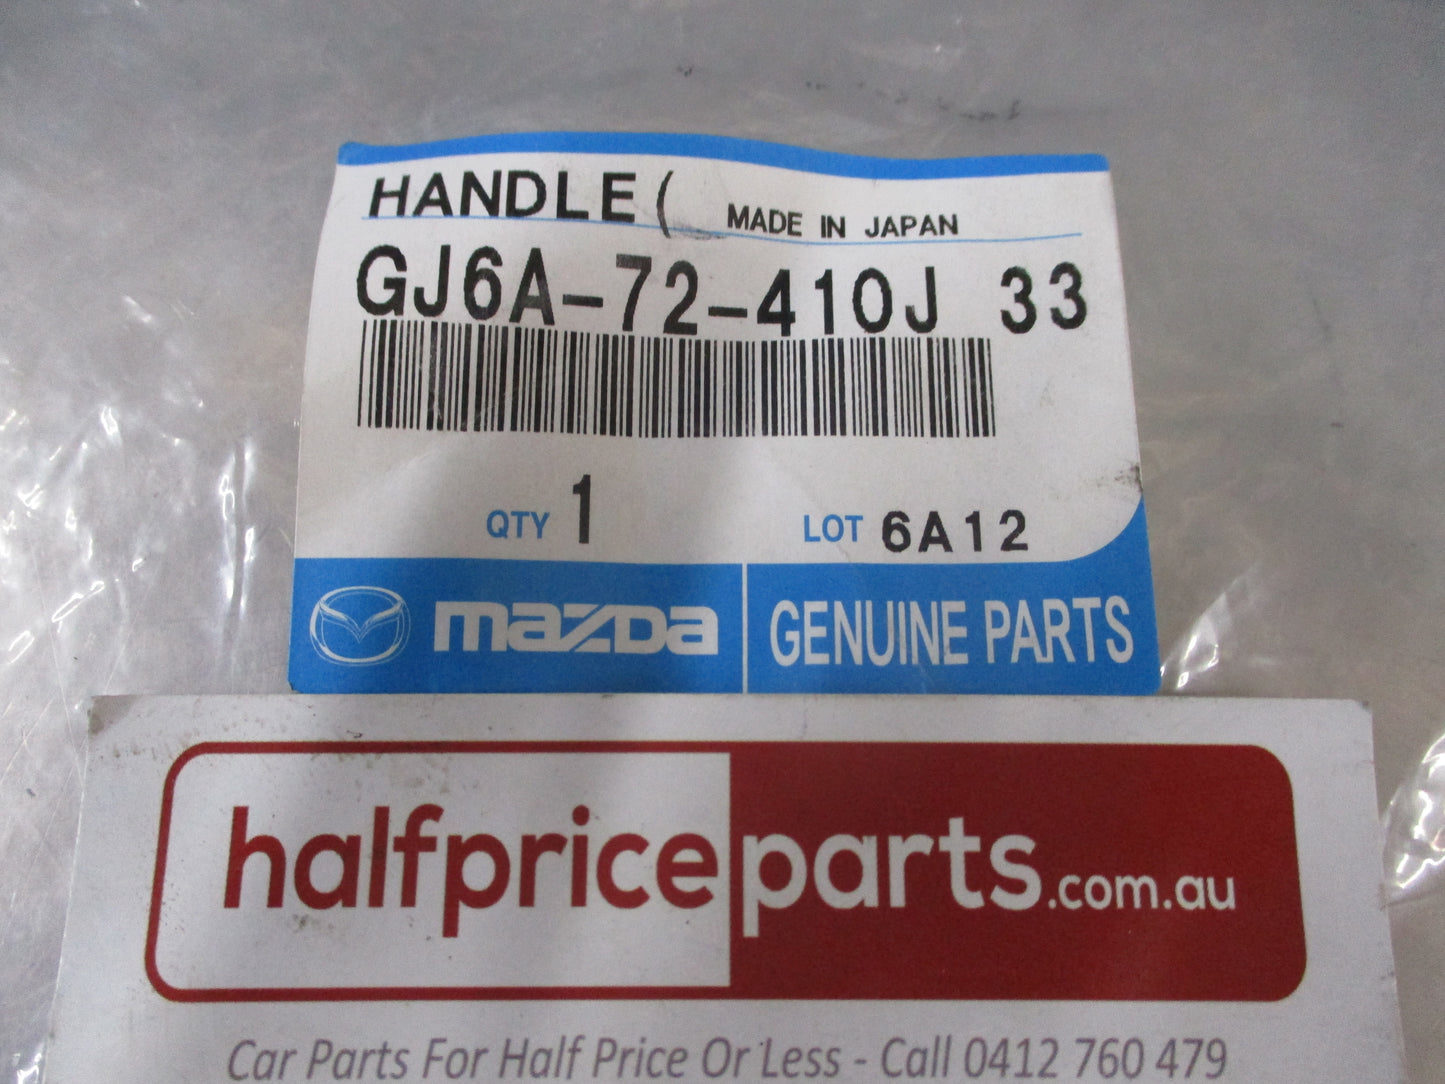 HANDLE ( MADE IN JAPAN
GJ6A-72-410J 33
QTY 1 LOT 6A12
mazda GENUINE PARTS
halfpriceparts.com.au
Car Parts For Half Price Or Less - Call 0412 760 479